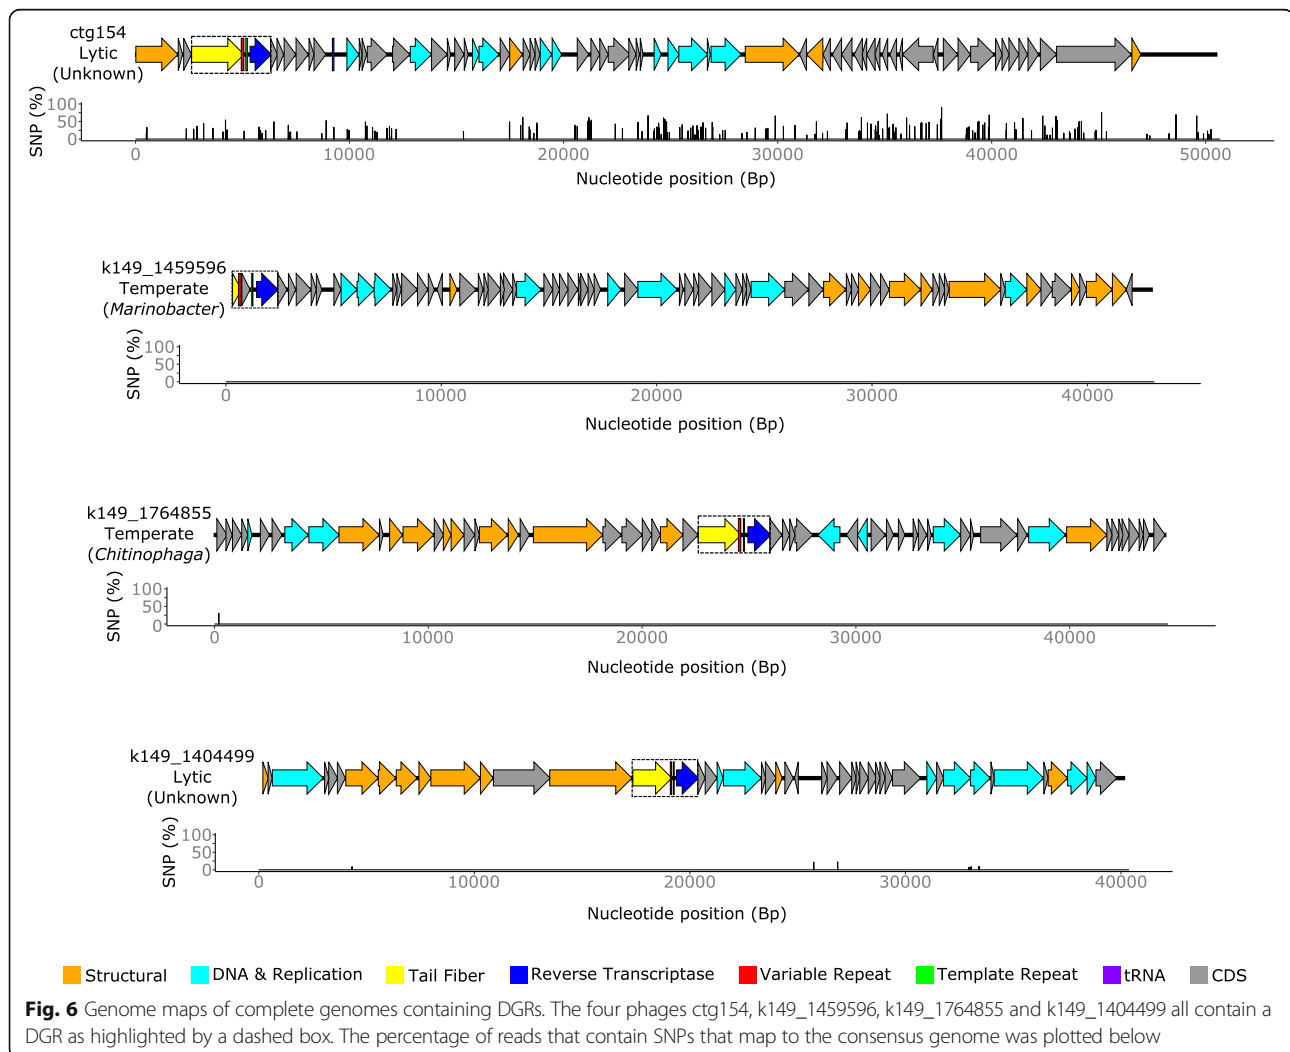 ctg154
Lytic
(Unknown)
SNP (%)
100
50
0
0 10000 20000 30000 40000 50000
Nucleotide position (Bp)
k149_1459596
Temperate
(Marinobacter)
SNP (%)
100
50
0
0 10000 20000 30000 40000
Nucleotide position (Bp)
k149_1764855
Temperate
(Chitinophaga)
SNP (%)
100
50
0
0 10000 20000 30000 40000
Nucleotide position (Bp)
k149_1404499
Lytic
(Unknown)
SNP (%)
100
50
0
0 10000 20000 30000 40000
Nucleotide position (Bp)
Structural DNA & Replication Tail Fiber Reverse Transcriptase Variable Repeat Template Repeat tRNA CDS
Fig. 6 Genome maps of complete genomes containing DGRs. The four phages ctg154, k149_1459596, k149_1764855 and k149_1404499 all contain a
DGR as highlighted by a dashed box. The percentage of reads that contain SNPs that map to the consensus genome was plotted below